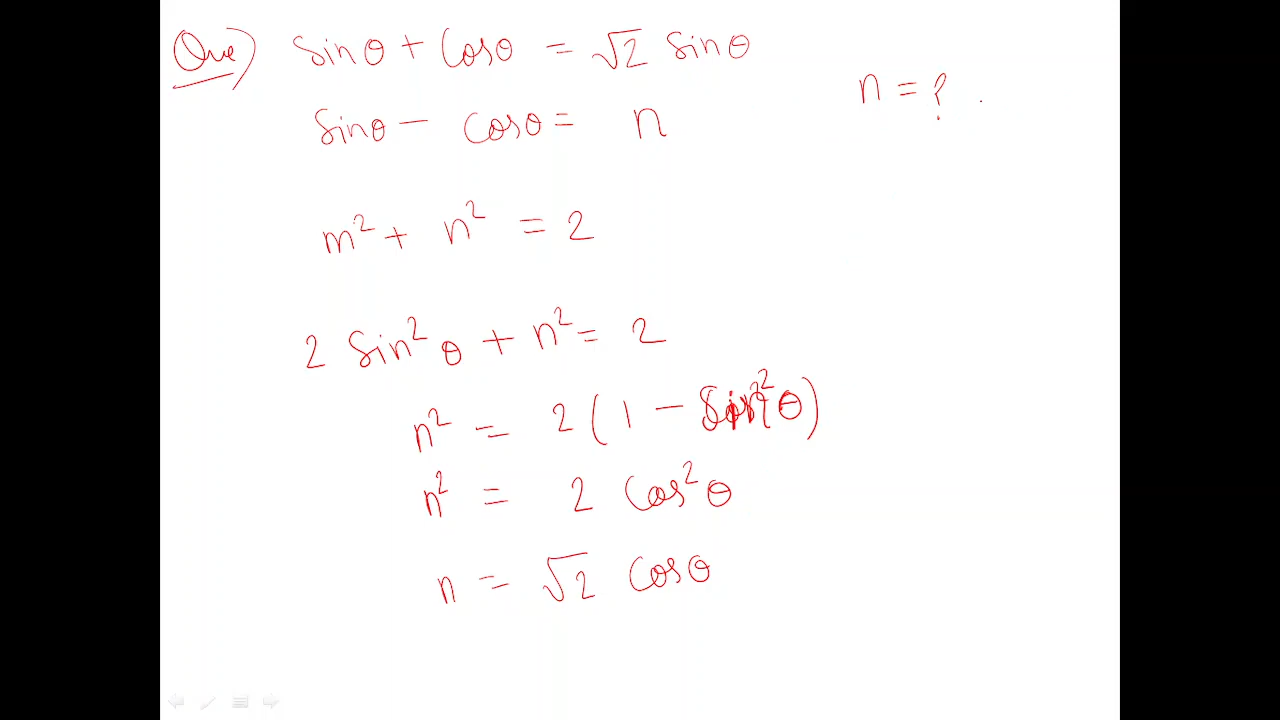 Que) sinθ + cosθ = √2 sinθ
n = ?
sinθ - cosθ = n
m² + n² = 2
2 sin²θ + n² = 2
n² = 2 (1 - sin²θ)
n² = 2 cos²θ
n = √2 cosθ